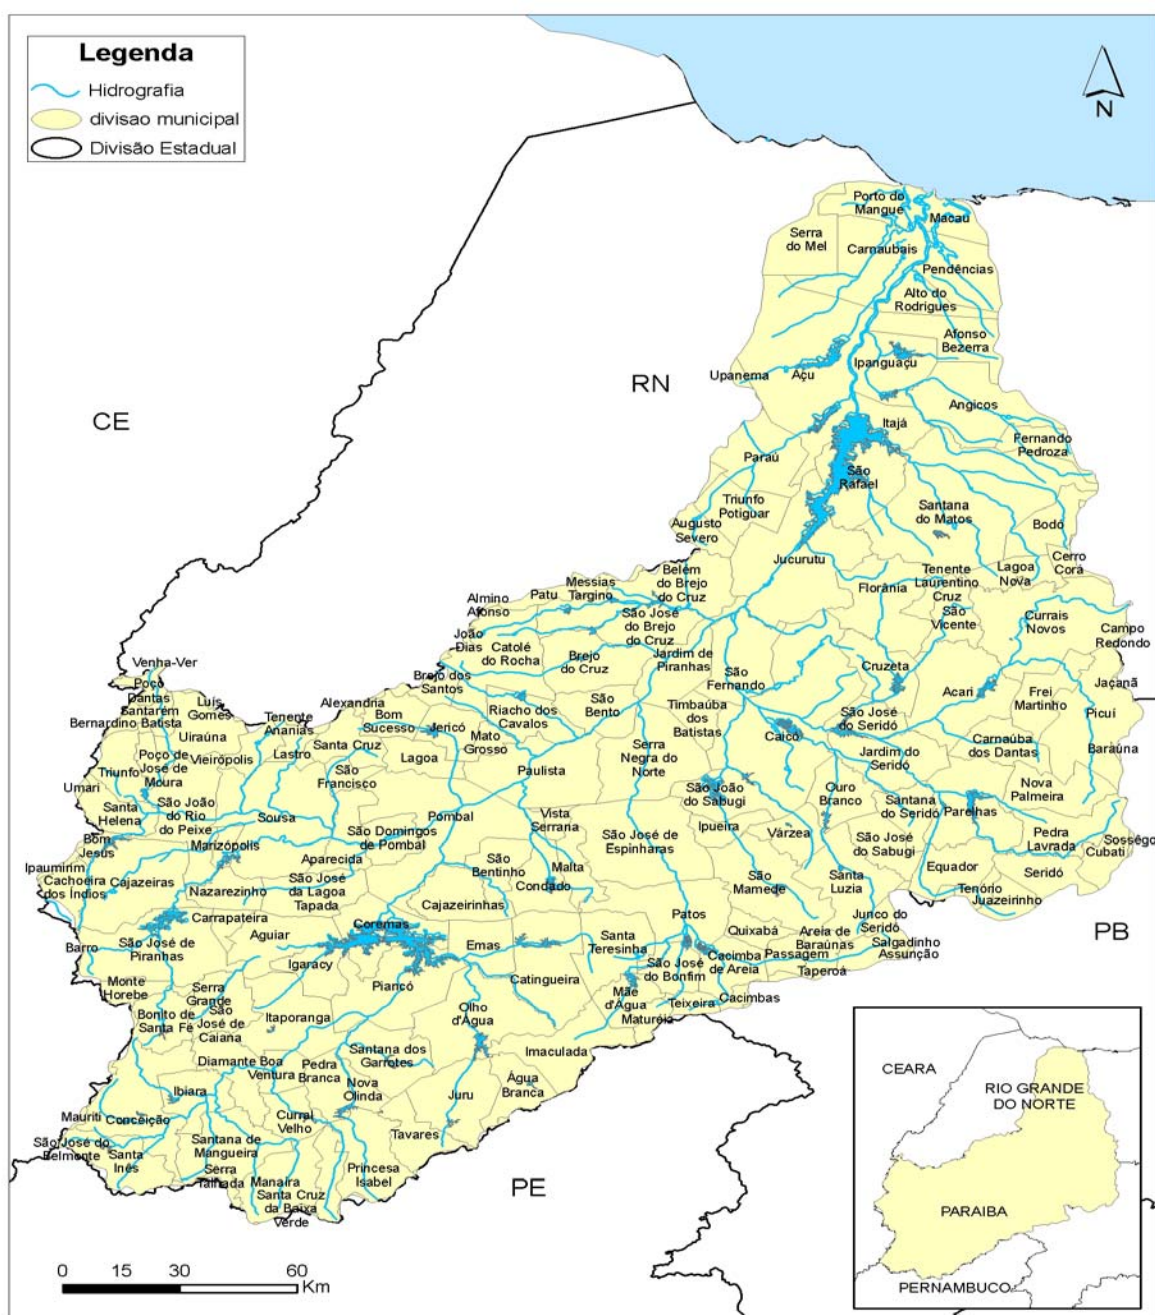 Legenda
Hidrografia
divisao municipal
Divisão Estadual
N
CE
RN
PB
PE
Porto do
Mangue
Macau
Serra
do Mel
Carnaubais
Pendências
Alto do
Rodrigues
Afonso
Bezerra
Ipanguaçu
Upanema
Açu
Angicos
Itajá
Fernando
Pedroza
Paraú
São
Rafael
Triunfo
Potiguar
Santana
do Matos
Augusto
Severo
Bodó
Jucurutu
Cerro
Corá
Lagoa
Nova
Tenente
Laurentino
Cruz
Florânia
Belém
do Brejo
do Cruz
Messias
Targino
Patu
Almino
Afonso
São José
do Brejo
do Cruz
São
Vicente
Currais
Novos
Campo
Redondo
João
Dias
Catolé
do Rocha
Brejo
do Cruz
Jardim de
Piranhas
Venha-Ver
Brejo dos
Santos
São
Fernando
Cruzeta
Acari
Frei
Martinho
Jaçanã
Picuí
Poço
Dantas
Santarém
Bernardino Batista
Luís
Gomes
Uiraúna
Tenente
Ananias
Alexandria
Bom
Sucesso
Jericó
Riacho dos
Cavalos
São
Bento
Timbaúba
dos
Batistas
Caicó
São José
do Seridó
Carnaúba
dos Dantas
Baraúna
Mato
Grosso
Santa Cruz
Lagoa
Lastro
Vieirópolis
Poço de
José de
Moura
Triunfo
Umari
São
Francisco
Paulista
Serra
Negra do
Norte
Jardim do
Seridó
Nova
Palmeira
São João
do Sabugi
Ouro
Branco
Santana
do Seridó
Parelhas
Santa
Helena
São João
do Rio
do Peixe
Sousa
Pombal
Vista
Serrana
Ipueira
Várzea
São José
do Sabugi
Pedra
Lavrada
Sossêgo
Cubati
São Domingos
de Pombal
São José de
Espinharas
Bom
Jesus
Marizópolis
Aparecida
São
Bentinho
Malta
Condado
São
Mamede
Santa
Luzia
Equador
Seridó
Ipaumirim
Cachoeira
dos Índios
Cajazeiras
Nazarezinho
São José
da Lagoa
Tapada
Cajazeirinhas
Tenório
Juazeirinho
Carrapateira
Coremas
Patos
Quixabá
Junco do
Seridó
Areia de
Baraúnas
Salgadinho
Assunção
Barro
São José de
Piranhas
Aguiar
Igaracy
Emas
Santa
Teresinha
São José
do Bonfim
Cacimba
de Areia
Passagem
Taperoá
Monte
Horebe
Serra
Grande
Piancó
Catingueira
Mãe
d'Água
Teixeira
Cacimbas
Maturéia
Bonito de
Santa Fé
São
José de
Caiana
Itaporanga
Olho
d'Água
Imaculada
Diamante
Boa
Ventura
Pedra
Branca
Santana dos
Garrotes
Nova
Olinda
Água
Branca
Juru
Ibiara
Mauriti
Conceição
Curral
Velho
Tavares
São José do
Belmonte
Santa
Inês
Santana de
Mangueira
Serra
Talhada
Manaíra
Santa Cruz
da Baixa
Verde
Princesa
Isabel
0 15 30 60
Km
CEARA
RIO GRANDE
DO NORTE
PARAIBA
PERNAMBUCO